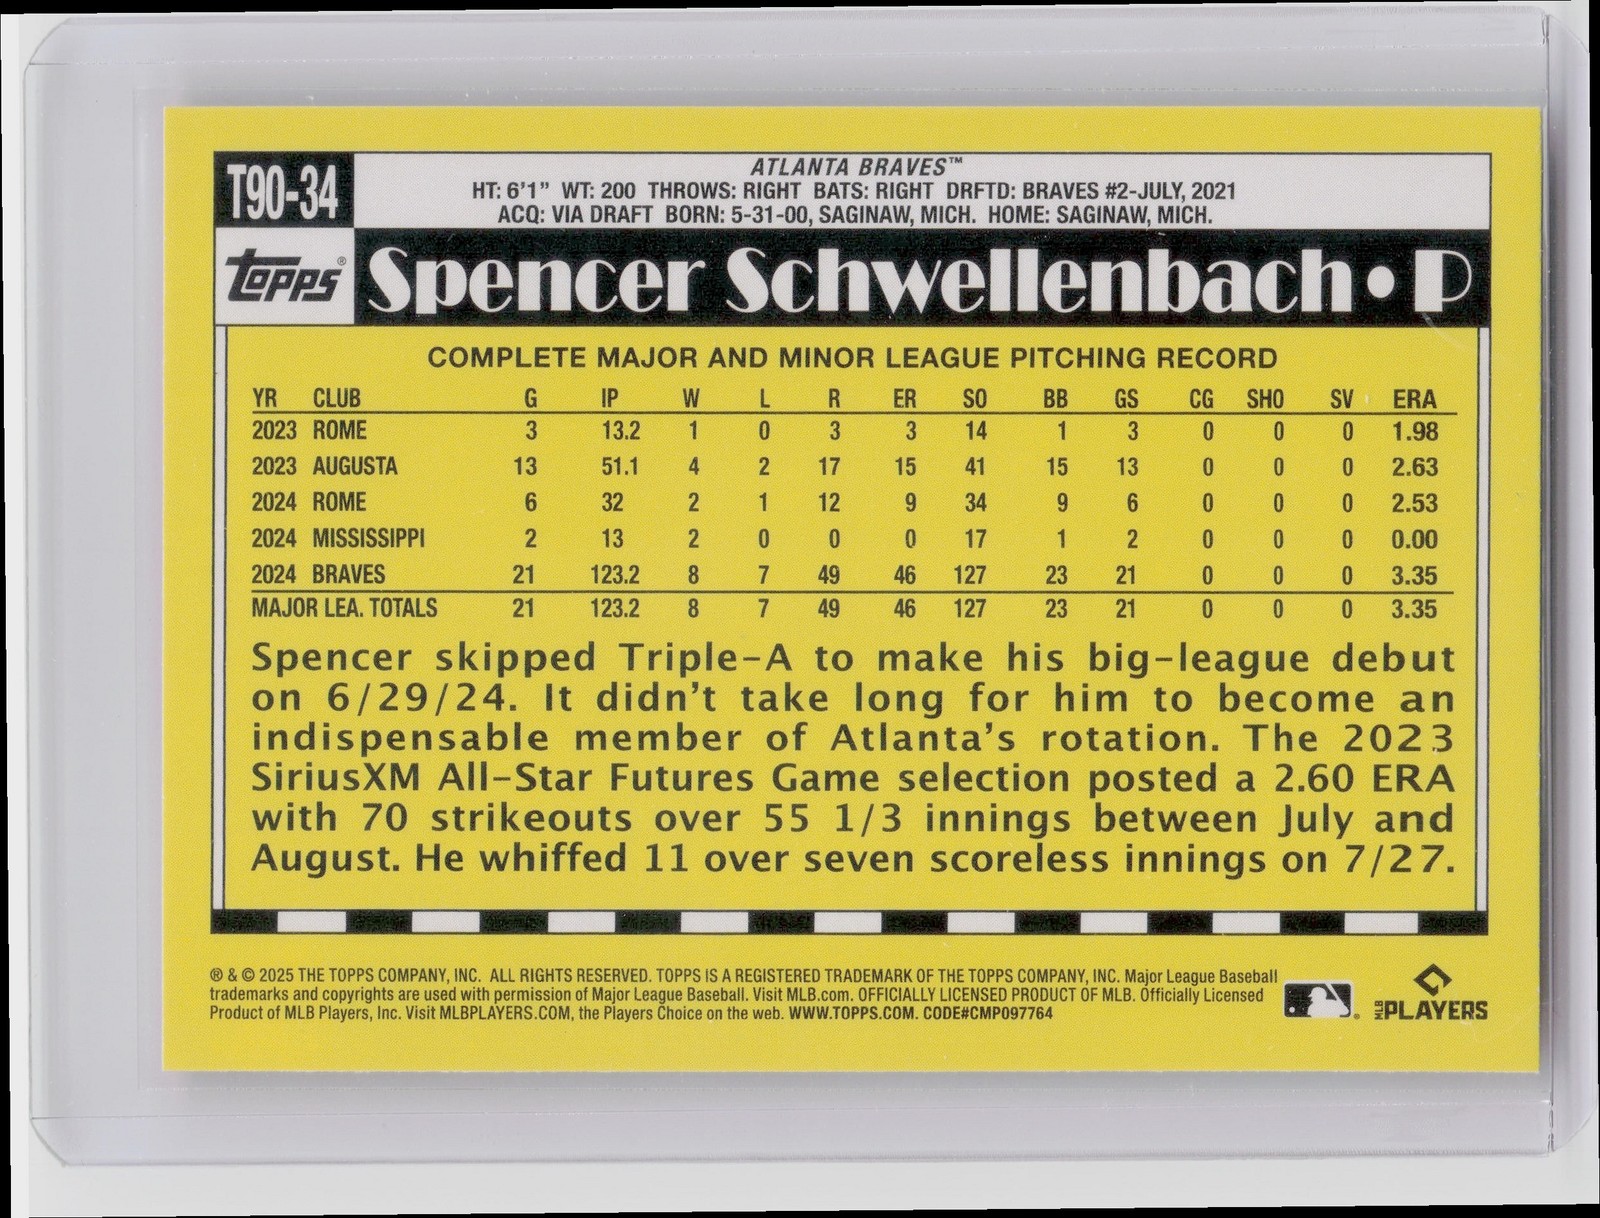 T90-34
ATLANTA BRAVES™
HT: 6'1" WT: 200 THROWS: RIGHT BATS: RIGHT DRFTD: BRAVES #2-JULY, 2021
ACQ: VIA DRAFT BORN: 5-31-00, SAGINAW, MICH. HOME: SAGINAW, MICH.
topps® Spencer Schwellenbach • P
COMPLETE MAJOR AND MINOR LEAGUE PITCHING RECORD
YR CLUB G IP W L R ER SO BB GS CG SHO SV ERA
2023 ROME 3 13.2 1 0 3 3 14 1 3 0 0 0 1.98
2023 AUGUSTA 13 51.1 4 2 17 15 41 15 13 0 0 0 2.63
2024 ROME 6 32 2 1 12 9 34 9 6 0 0 0 2.53
2024 MISSISSIPPI 2 13 2 0 0 0 17 1 2 0 0 0 0.00
2024 BRAVES 21 123.2 8 7 49 46 127 23 21 0 0 0 3.35
MAJOR LEA. TOTALS 21 123.2 8 7 49 46 127 23 21 0 0 0 3.35
Spencer skipped Triple-A to make his big-league debut
on 6/29/24. It didn't take long for him to become an
indispensable member of Atlanta's rotation. The 2023
SiriusXM All-Star Futures Game selection posted a 2.60 ERA
with 70 strikeouts over 55 1/3 innings between July and
August. He whiffed 11 over seven scoreless innings on 7/27.
® & © 2025 THE TOPPS COMPANY, INC. ALL RIGHTS RESERVED. TOPPS IS A REGISTERED TRADEMARK OF THE TOPPS COMPANY, INC. Major League Baseball
trademarks and copyrights are used with permission of Major League Baseball. Visit MLB.com. OFFICIALLY LICENSED PRODUCT OF MLB. Officially Licensed
Product of MLB Players, Inc. Visit MLBPLAYERS.COM, the Players Choice on the web. WWW.TOPPS.COM. CODE#CMP097764
MLB PLAYERS